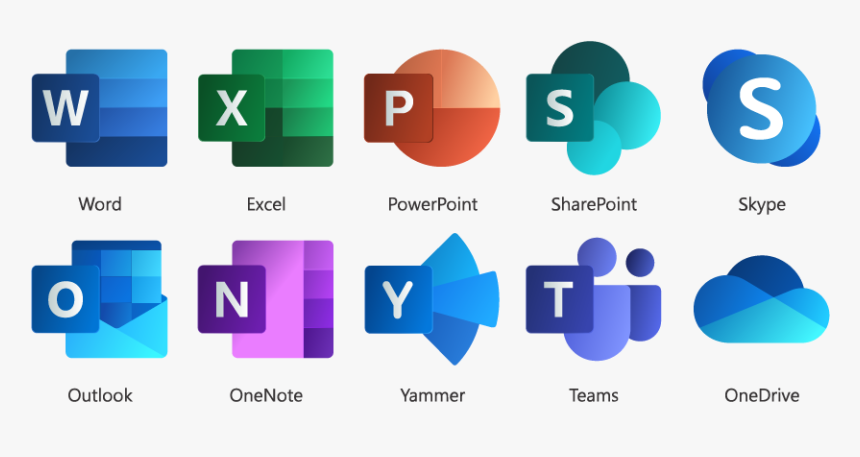 W X P S S
Word Excel PowerPoint SharePoint Skype
O N Y T
Outlook OneNote Yammer Teams OneDrive